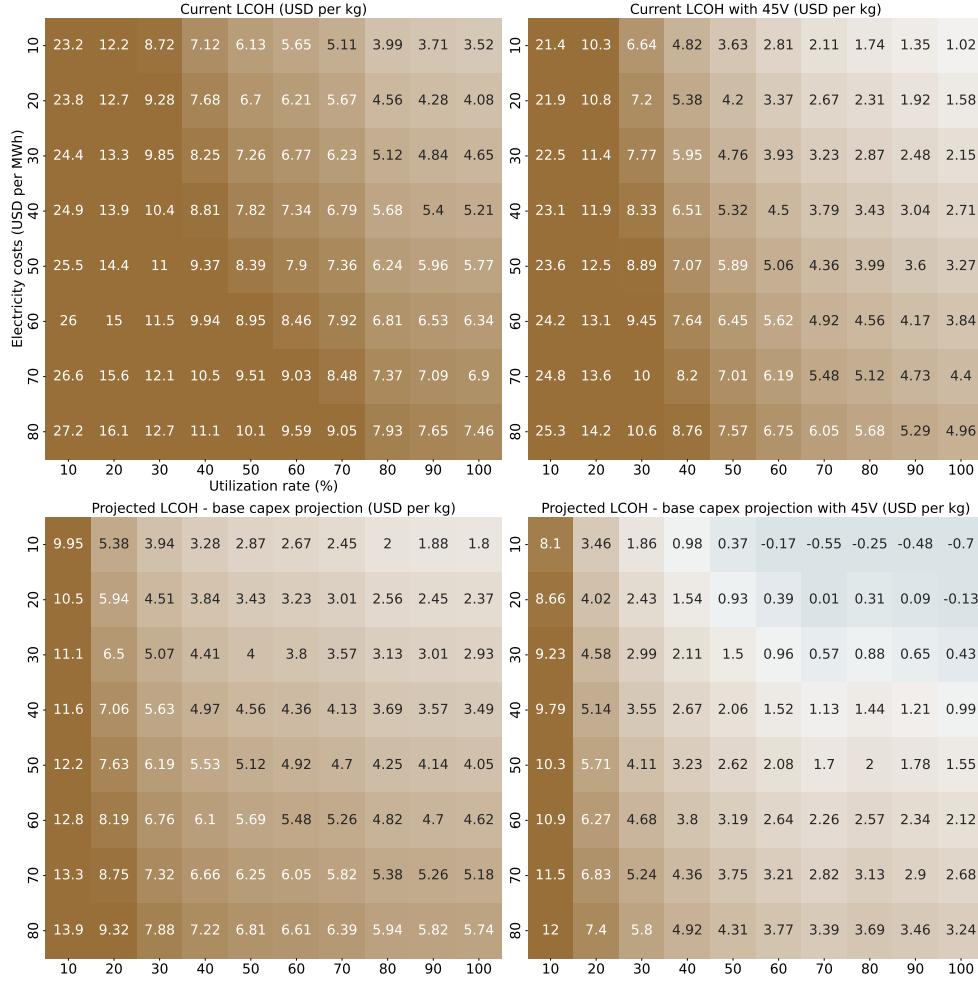 Current LCOH (USD per kg)
Electricity costs (USD per MWh)
10 23.2 12.2 8.72 7.12 6.13 5.65 5.11 3.99 3.71 3.52
20 23.8 12.7 9.28 7.68 6.7 6.21 5.67 4.56 4.28 4.08
30 24.4 13.3 9.85 8.25 7.26 6.77 6.23 5.12 4.84 4.65
40 24.9 13.9 10.4 8.81 7.82 7.34 6.79 5.68 5.4 5.21
50 25.5 14.4 11 9.37 8.39 7.9 7.36 6.24 5.96 5.77
60 26 15 11.5 9.94 8.95 8.46 7.92 6.81 6.53 6.34
70 26.6 15.6 12.1 10.5 9.51 9.03 8.48 7.37 7.09 6.9
80 27.2 16.1 12.7 11.1 10.1 9.59 9.05 7.93 7.65 7.46
10 20 30 40 50 60 70 80 90 100
Utilization rate (%)
Current LCOH with 45V (USD per kg)
10 21.4 10.3 6.64 4.82 3.63 2.81 2.11 1.74 1.35 1.02
20 21.9 10.8 7.2 5.38 4.2 3.37 2.67 2.31 1.92 1.58
30 22.5 11.4 7.77 5.95 4.76 3.93 3.23 2.87 2.48 2.15
40 23.1 11.9 8.33 6.51 5.32 4.5 3.79 3.43 3.04 2.71
50 23.6 12.5 8.89 7.07 5.89 5.06 4.36 3.99 3.6 3.27
60 24.2 13.1 9.45 7.64 6.45 5.62 4.92 4.56 4.17 3.84
70 24.8 13.6 10 8.2 7.01 6.19 5.48 5.12 4.73 4.4
80 25.3 14.2 10.6 8.76 7.57 6.75 6.05 5.68 5.29 4.96
10 20 30 40 50 60 70 80 90 100
Projected LCOH - base capex projection (USD per kg)
10 9.95 5.38 3.94 3.28 2.87 2.67 2.45 2 1.88 1.8
20 10.5 5.94 4.51 3.84 3.43 3.23 3.01 2.56 2.45 2.37
30 11.1 6.5 5.07 4.41 4 3.8 3.57 3.13 3.01 2.93
40 11.6 7.06 5.63 4.97 4.56 4.36 4.13 3.69 3.57 3.49
50 12.2 7.63 6.19 5.53 5.12 4.92 4.7 4.25 4.14 4.05
60 12.8 8.19 6.76 6.1 5.69 5.48 5.26 4.82 4.7 4.62
70 13.3 8.75 7.32 6.66 6.25 6.05 5.82 5.38 5.26 5.18
80 13.9 9.32 7.88 7.22 6.81 6.61 6.39 5.94 5.82 5.74
10 20 30 40 50 60 70 80 90 100
Projected LCOH - base capex projection with 45V (USD per kg)
10 8.1 3.46 1.86 0.98 0.37 -0.17 -0.55 -0.25 -0.48 -0.7
20 8.66 4.02 2.43 1.54 0.93 0.39 0.01 0.31 0.09 -0.13
30 9.23 4.58 2.99 2.11 1.5 0.96 0.57 0.88 0.65 0.43
40 9.79 5.14 3.55 2.67 2.06 1.52 1.13 1.44 1.21 0.99
50 10.3 5.71 4.11 3.23 2.62 2.08 1.7 2 1.78 1.55
60 10.9 6.27 4.68 3.8 3.19 2.64 2.26 2.57 2.34 2.12
70 11.5 6.83 5.24 4.36 3.75 3.21 2.82 3.13 2.9 2.68
80 12 7.4 5.8 4.92 4.31 3.77 3.39 3.69 3.46 3.24
10 20 30 40 50 60 70 80 90 100